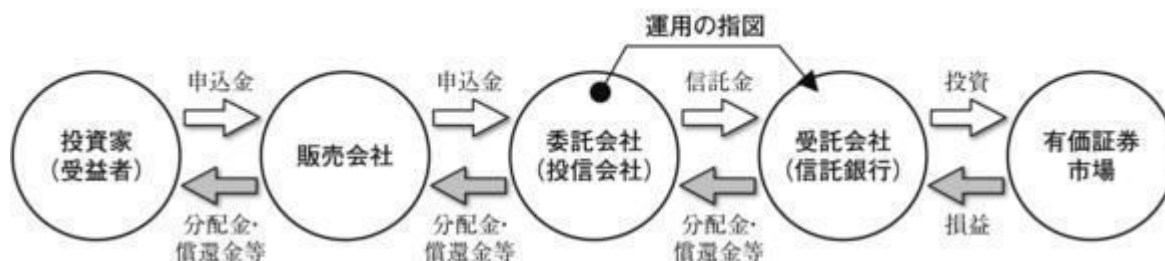 運用の指図
申込金
申込金
信託金
投資
投資家
(受益者)
販売会社
委託会社
(投信会社)
受託会社
(信託銀行)
有価証券
市場
分配金・
償還金等
分配金・
償還金等
分配金・
償還金等
損益